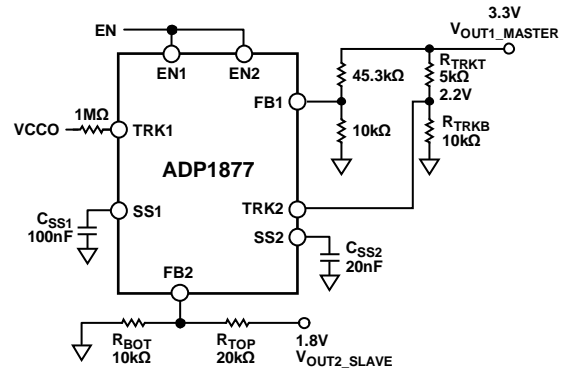 EN
3.3V
VOUT1_MASTER
EN1
EN2
45.3kΩ
RTRKT
5kΩ
2.2V
FB1
1MΩ
VCCO
TRK1
10kΩ
RTRKB
10kΩ
ADP1877
TRK2
CSS1
100nF
SS1
SS2
CSS2
20nF
FB2
RBOT
10kΩ
RTOP
20kΩ
1.8V
VOUT2_SLAVE